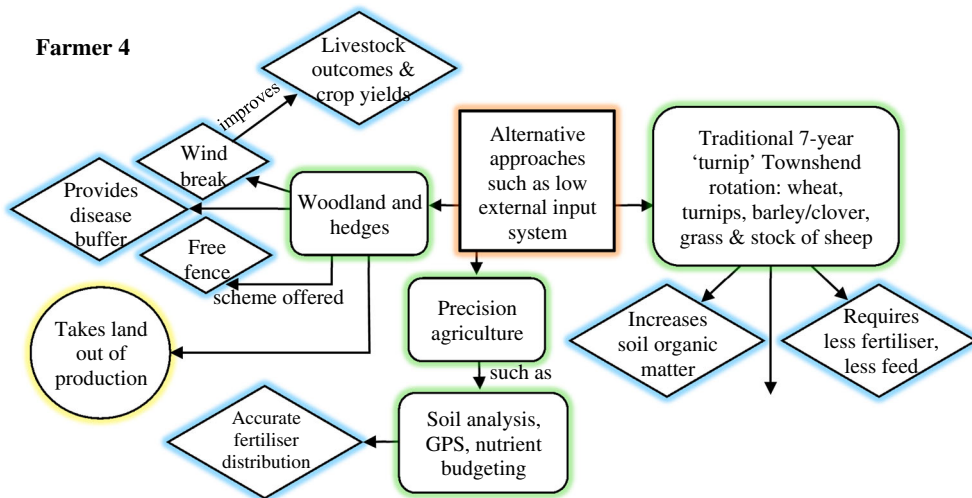 Farmer 4
Livestock
outcomes &
crop yields
improves
Wind
break
Provides
disease
buffer
Woodland and
hedges
Free
fence
scheme offered
Takes land
out of
production
Alternative
approaches
such as low
external input
system
Precision
agriculture
such as
Soil analysis,
GPS, nutrient
budgeting
Accurate
fertiliser
distribution
Traditional 7-year
‘turnip’ Townshend
rotation: wheat,
turnips, barley/clover,
grass & stock of sheep
Increases
soil organic
matter
Requires
less fertiliser,
less feed